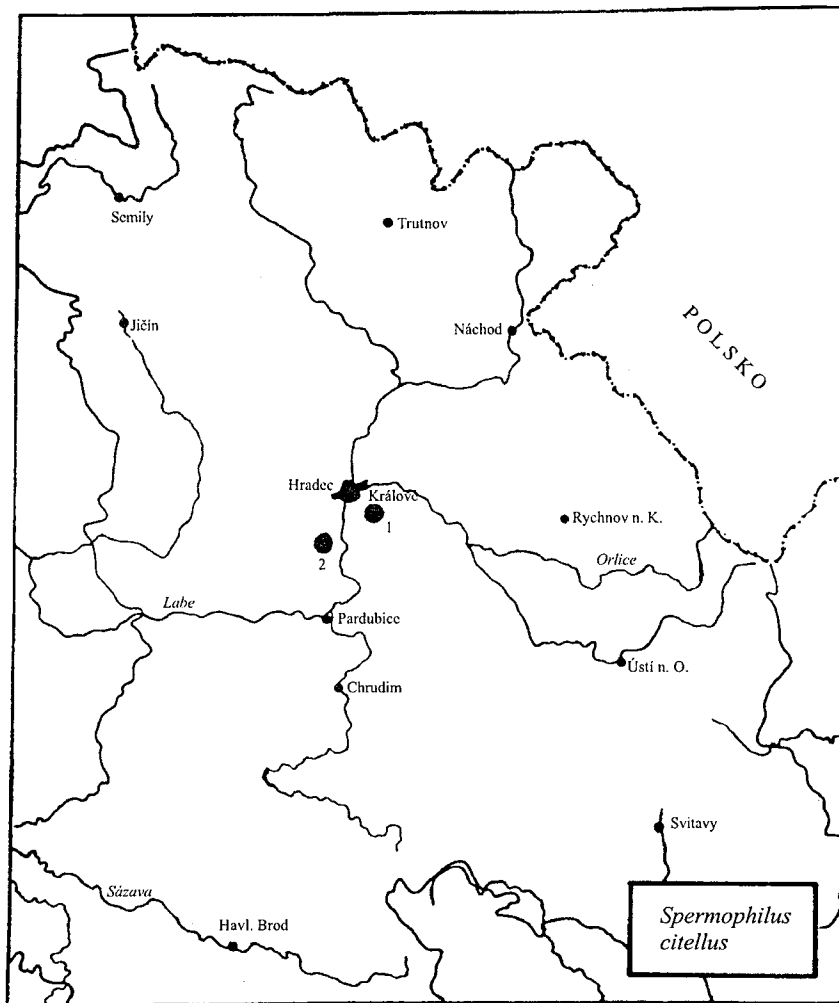 Semily
Trutnov
Jičín
Náchod
POLSKO
Hradec
Králové
1
Rychnov n. K.
2
Orlice
Labe
Pardubice
Ústí n. O.
Chrudim
Svitavy
Sázava
Havl. Brod
Spermophilus
citellus